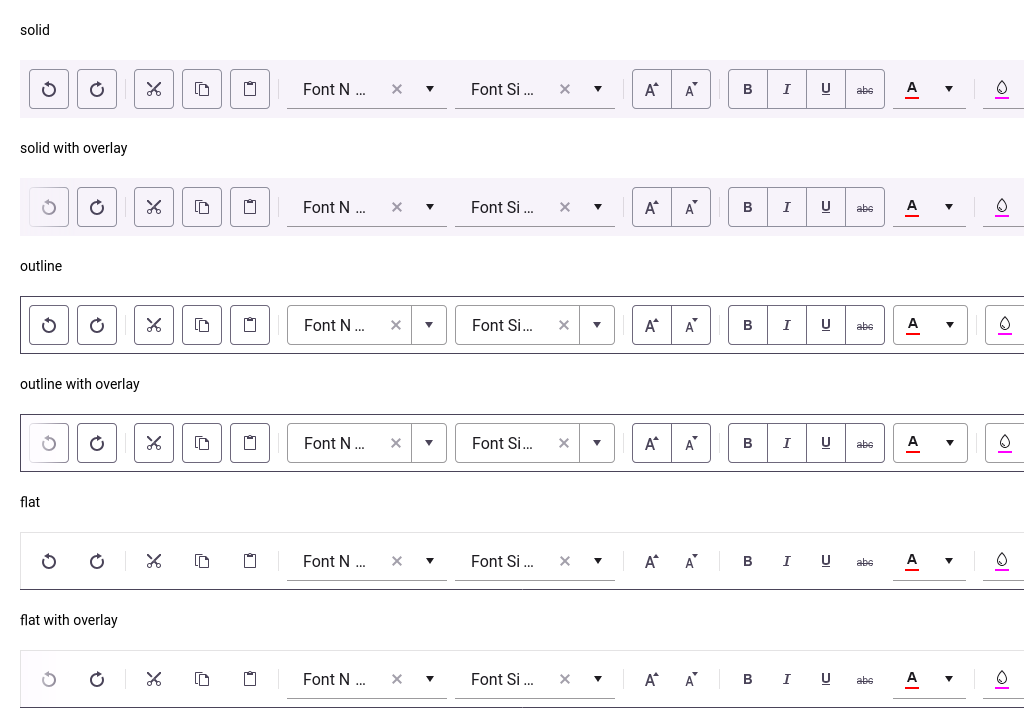 solid
Font N ... Font Si ... A A B I U abc A
solid with overlay
Font N ... Font Si ... A A B I U abc A
outline
Font N ... Font Si ... A A B I U abc A
outline with overlay
Font N ... Font Si ... A A B I U abc A
flat
Font N ... Font Si ... A A B I U abc A
flat with overlay
Font N ... Font Si ... A A B I U abc A